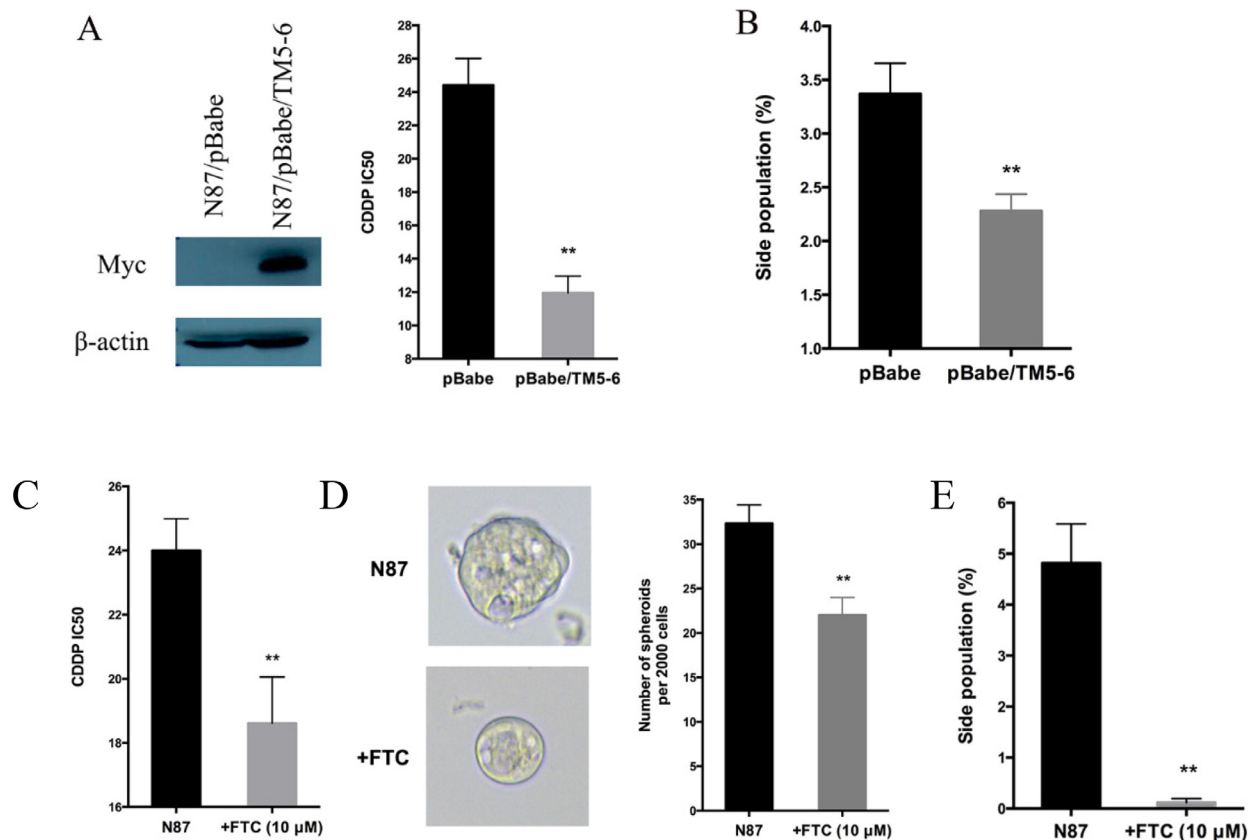 A
N87/pBabe
N87/pBabe/TM5-6
Myc
β-actin
CDDP IC50
26
24
22
20
18
16
14
12
10
8
28
**
pBabe
pBabe/TM5-6
B
Side population (%)
4.0
3.5
3.0
2.5
2.0
1.5
1.0
**
pBabe
pBabe/TM5-6
C
CDDP IC50
26
24
22
20
18
16
**
N87
+FTC (10 µM)
D
N87
+FTC
Number of spheroids
per 2000 cells
35
30
25
20
15
10
5
0
**
N87
+FTC (10 µM)
E
Side population (%)
6
5
4
3
2
1
0
**
N87
+FTC (10 µM)